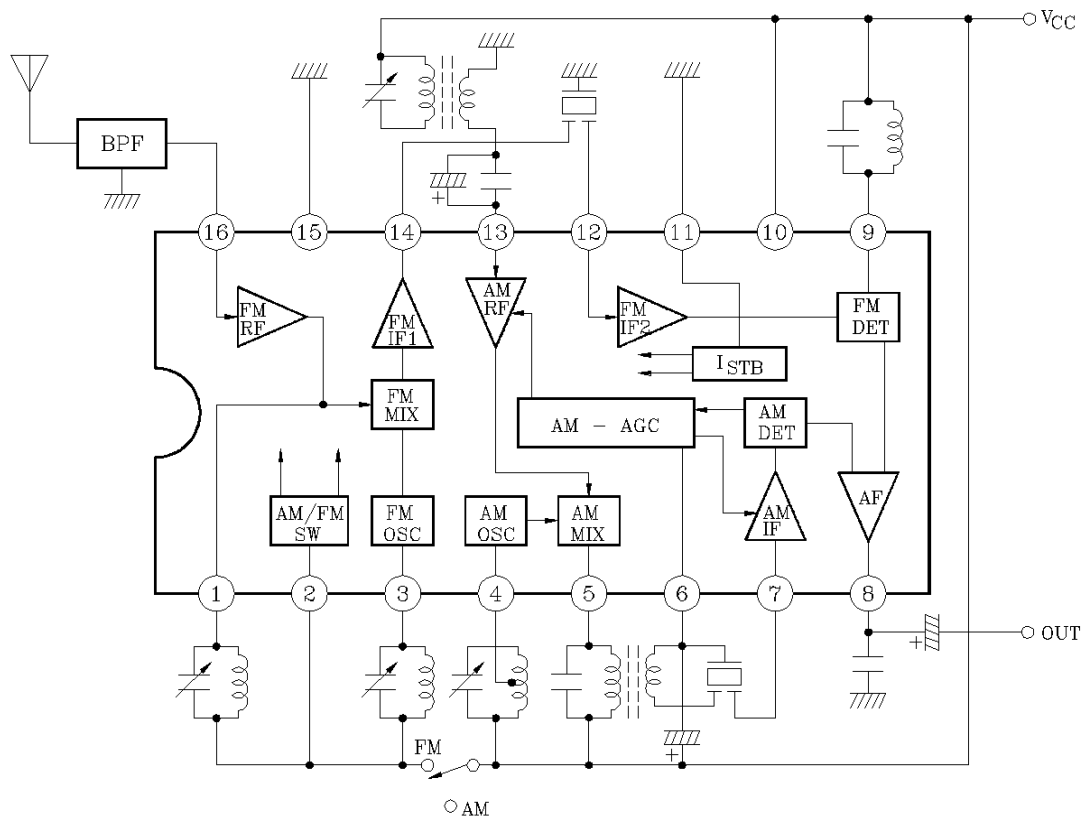 VCC
BPF
16
15
14
13
12
11
10
9
FM
RF
FM
IF1
AM
RF
FM
IF2
FM
DET
ISTB
FM
MIX
AM – AGC
AM
DET
AM/FM
SW
FM
OSC
AM
OSC
AM
MIX
AM
IF
AF
1
2
3
4
5
6
7
8
+
+
OUT
FM
+
AM